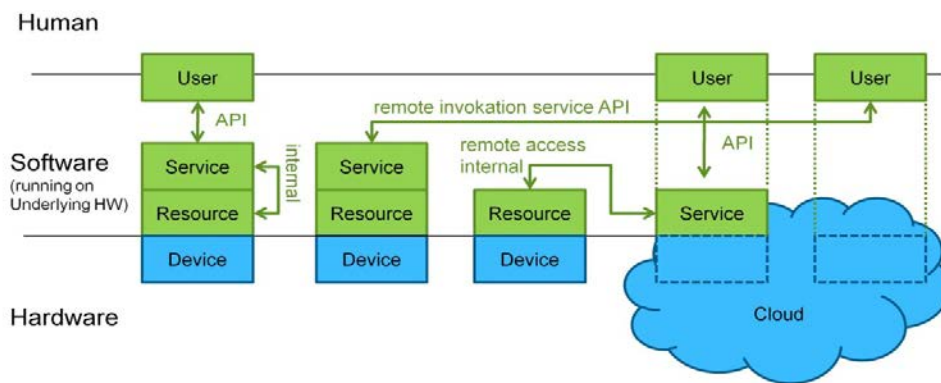 Human
User
User
User
API
remote invokation service API
Software
(running on
Underlying HW)
Service
Resource
internal
Service
Resource
remote access
internal
Resource
API
Service
Device
Device
Device
Hardware
Cloud